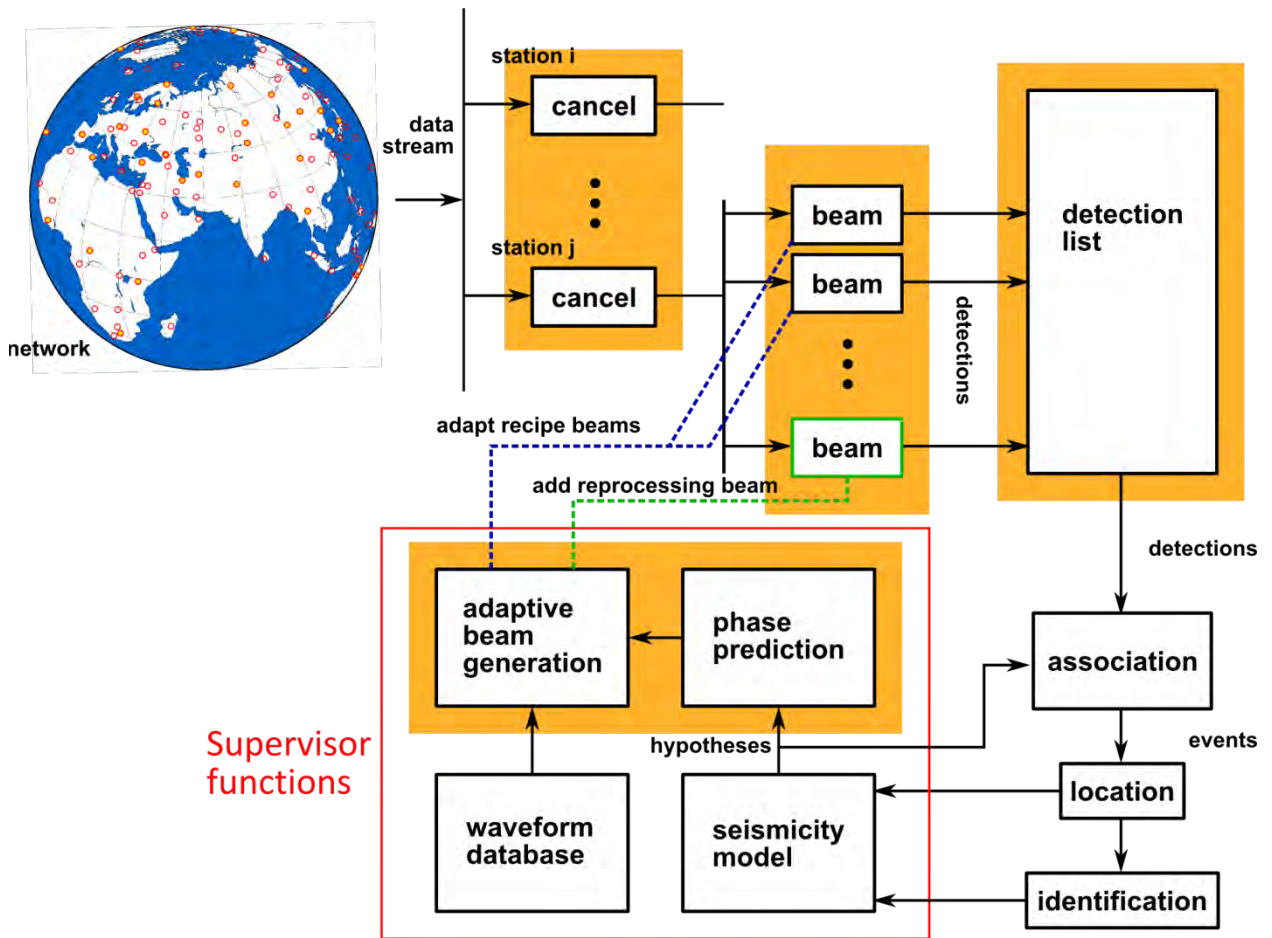 station i
cancel
data
stream
station j
cancel
network
beam
beam
beam
detections
detection
list
adapt recipe beams
add reprocessing beam
detections
adaptive
beam
generation
phase
prediction
association
hypotheses
events
Supervisor
functions
waveform
database
seismicity
model
location
identification